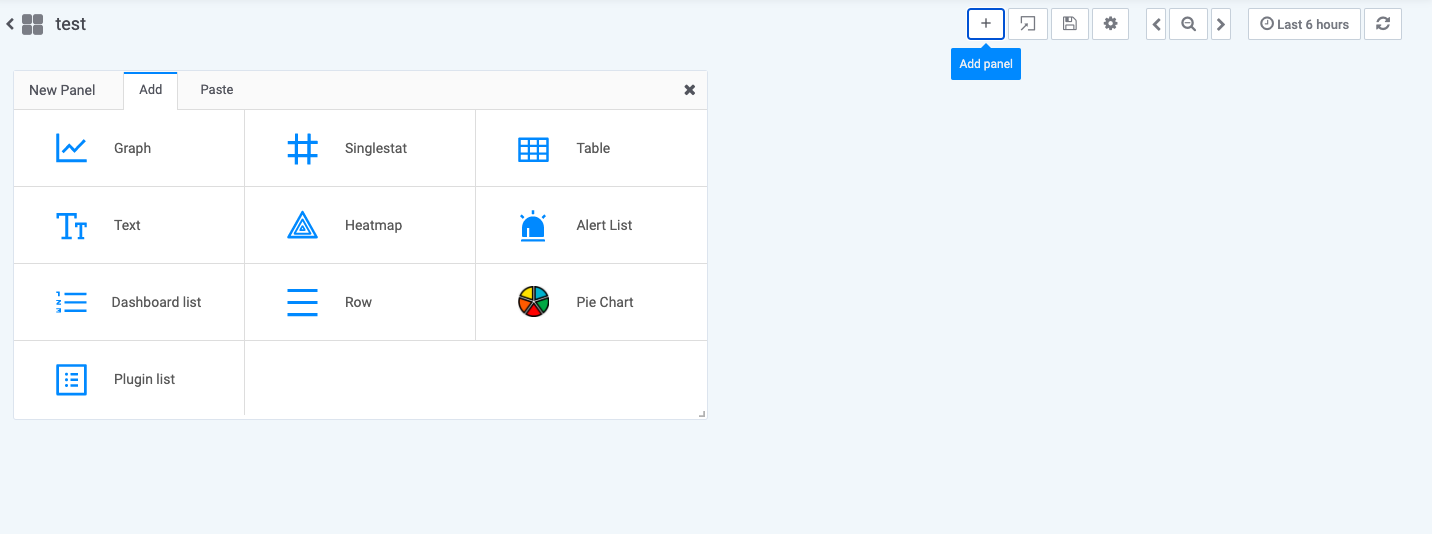 test
Last 6 hours
Add panel
New Panel
Add
Paste
Graph
Singlestat
Table
Text
Heatmap
Alert List
Dashboard list
Row
Pie Chart
Plugin list